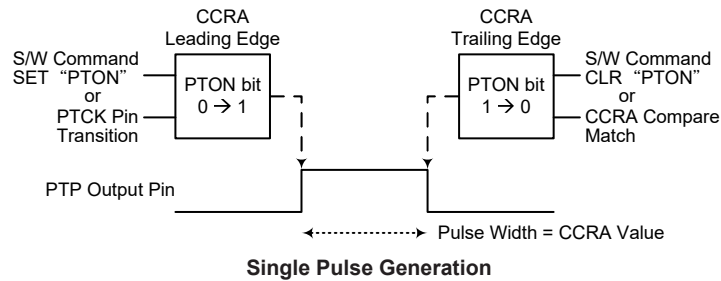 CCRA
Leading Edge
S/W Command
SET “PTON”
or
PTCK Pin
Transition
PTON bit
0 → 1
CCRA
Trailing Edge
PTON bit
1 → 0
S/W Command
CLR “PTON”
or
CCRA Compare
Match
PTP Output Pin
Pulse Width = CCRA Value
Single Pulse Generation